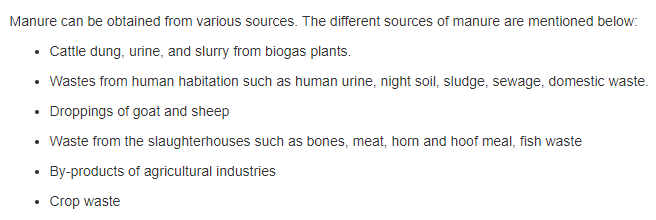 Manure can be obtained from various sources. The different sources of manure are mentioned below:
• Cattle dung, urine, and slurry from biogas plants.
• Wastes from human habitation such as human urine, night soil, sludge, sewage, domestic waste.
• Droppings of goat and sheep
• Waste from the slaughterhouses such as bones, meat, horn and hoof meal, fish waste
• By-products of agricultural industries
• Crop waste